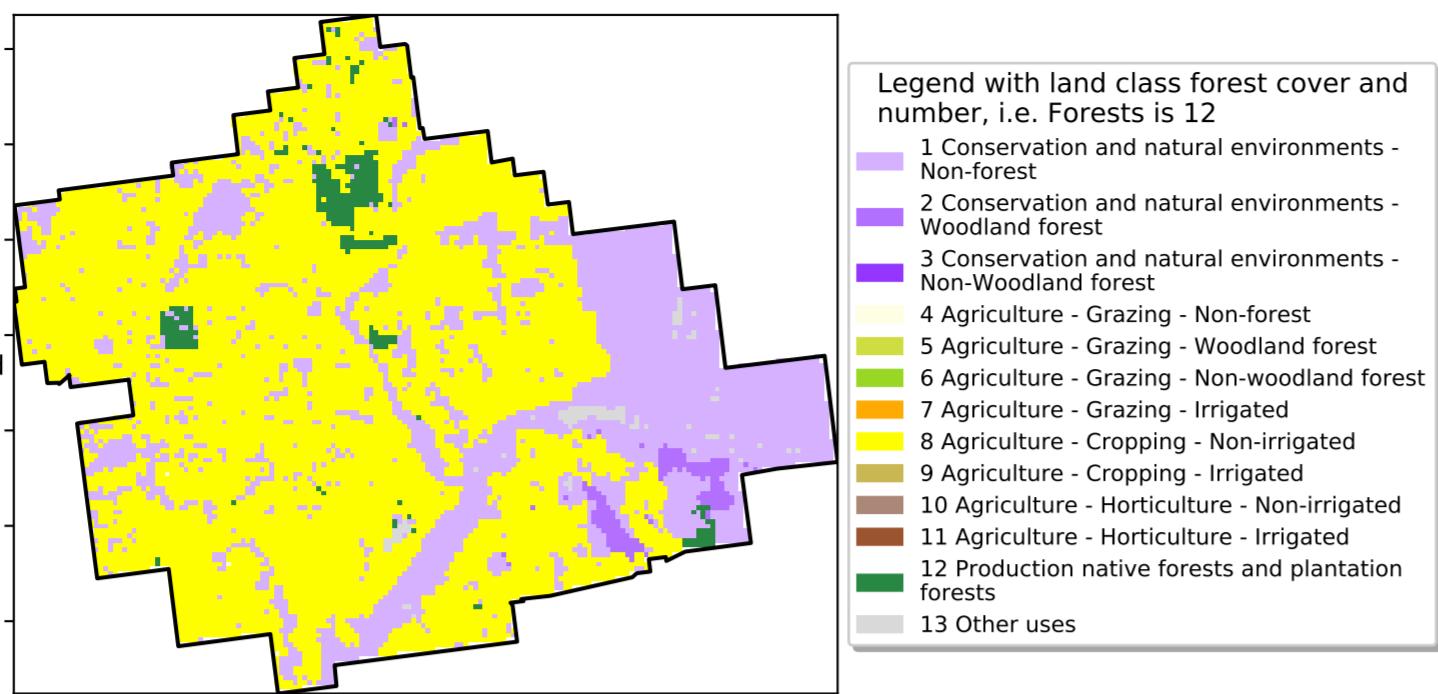 Legend with land class forest cover and
number, i.e. Forests is 12
1 Conservation and natural environments -
Non-forest
2 Conservation and natural environments -
Woodland forest
3 Conservation and natural environments -
Non-Woodland forest
4 Agriculture - Grazing - Non-forest
5 Agriculture - Grazing - Woodland forest
6 Agriculture - Grazing - Non-woodland forest
7 Agriculture - Grazing - Irrigated
8 Agriculture - Cropping - Non-irrigated
9 Agriculture - Cropping - Irrigated
10 Agriculture - Horticulture - Non-irrigated
11 Agriculture - Horticulture - Irrigated
12 Production native forests and plantation
forests
13 Other uses